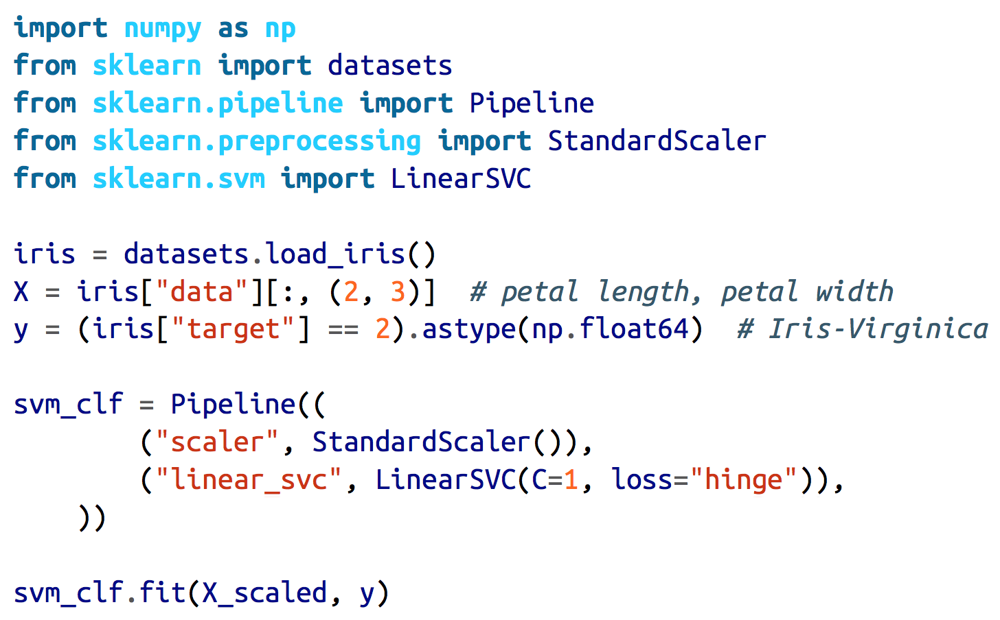 import numpy as np
from sklearn import datasets
from sklearn.pipeline import Pipeline
from sklearn.preprocessing import StandardScaler
from sklearn.svm import LinearSVC

iris = datasets.load_iris()
X = iris["data"][:, (2, 3)]  # petal length, petal width
y = (iris["target"] == 2).astype(np.float64)  # Iris-Virginica

svm_clf = Pipeline((
        ("scaler", StandardScaler()),
        ("linear_svc", LinearSVC(C=1, loss="hinge")),
    ))

svm_clf.fit(X_scaled, y)